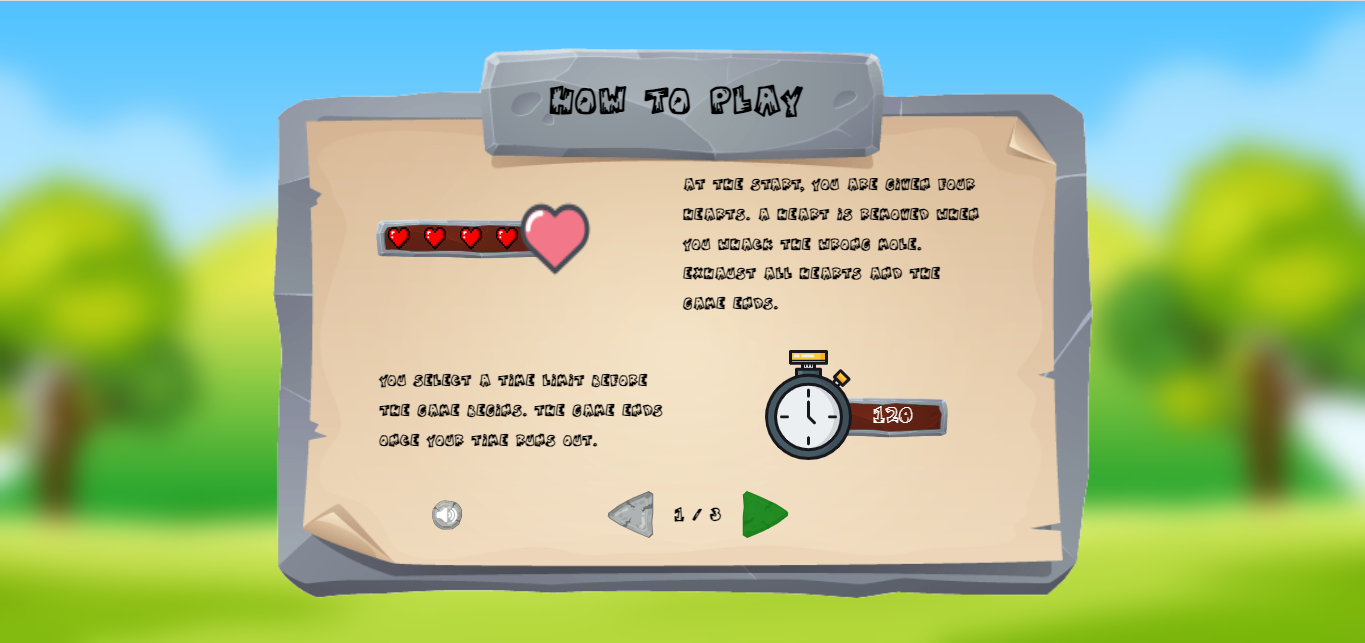 HOW TO PLAY
AT THE START, YOU ARE GIVEN FOUR
HEARTS. A HEART IS REMOVED WHEN
YOU WHACK THE WRONG MOLE.
EXHAUST ALL HEARTS AND THE
GAME ENDS.
YOU SELECT A TIME LIMIT BEFORE
THE GAME BEGINS. THE GAME ENDS
ONCE YOUR TIME RUNS OUT.
120
1 / 3